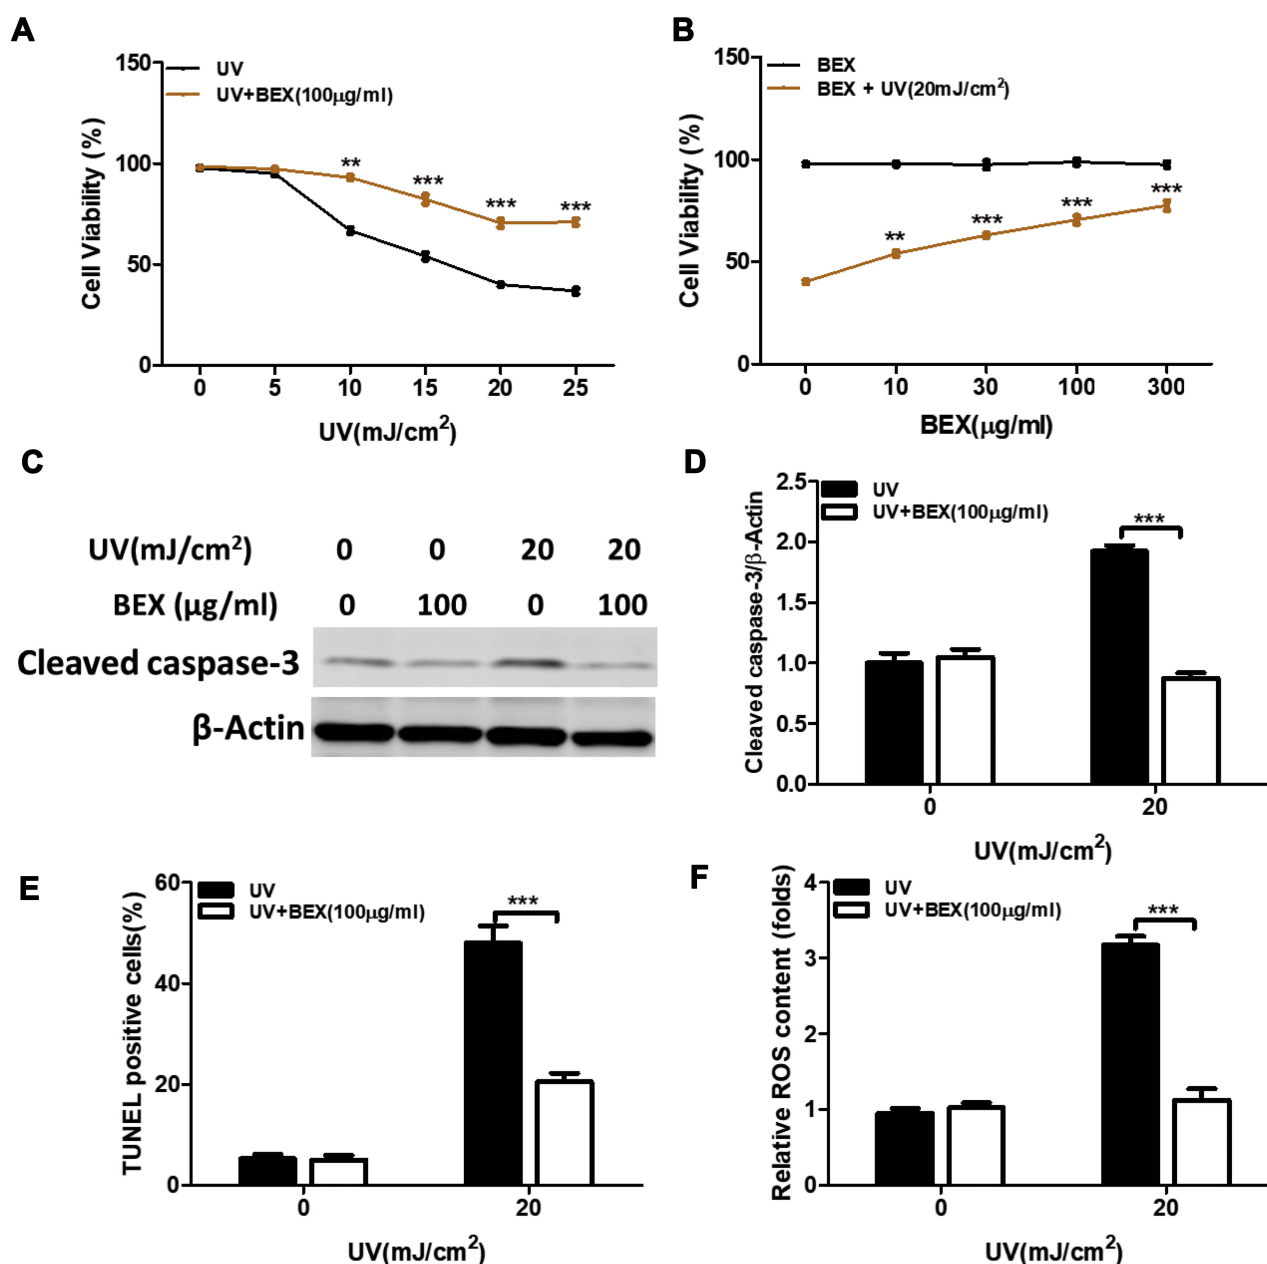 A
150
UV
UV+BEX(100µg/ml)
Cell Viability (%)
100
**
***
***
***
50
0
0 5 10 15 20 25
UV(mJ/cm²)
B
150
BEX
BEX + UV(20mJ/cm²)
Cell Viability (%)
100
**
***
***
***
50
0
0 10 30 100 300
BEX(µg/ml)
C
UV(mJ/cm²) 0 0 20 20
BEX (µg/ml) 0 100 0 100
Cleaved caspase-3
β-Actin
D
2.5
UV
UV+BEX(100µg/ml)
***
Cleaved caspase-3/β-Actin
2.0
1.5
1.0
0.5
0.0
0 20
UV(mJ/cm²)
E
60
UV
UV+BEX(100µg/ml)
***
TUNEL positive cells(%)
40
20
0
0 20
UV(mJ/cm²)
F
4
UV
UV+BEX(100µg/ml)
***
Relative ROS content (folds)
3
2
1
0
0 20
UV(mJ/cm²)